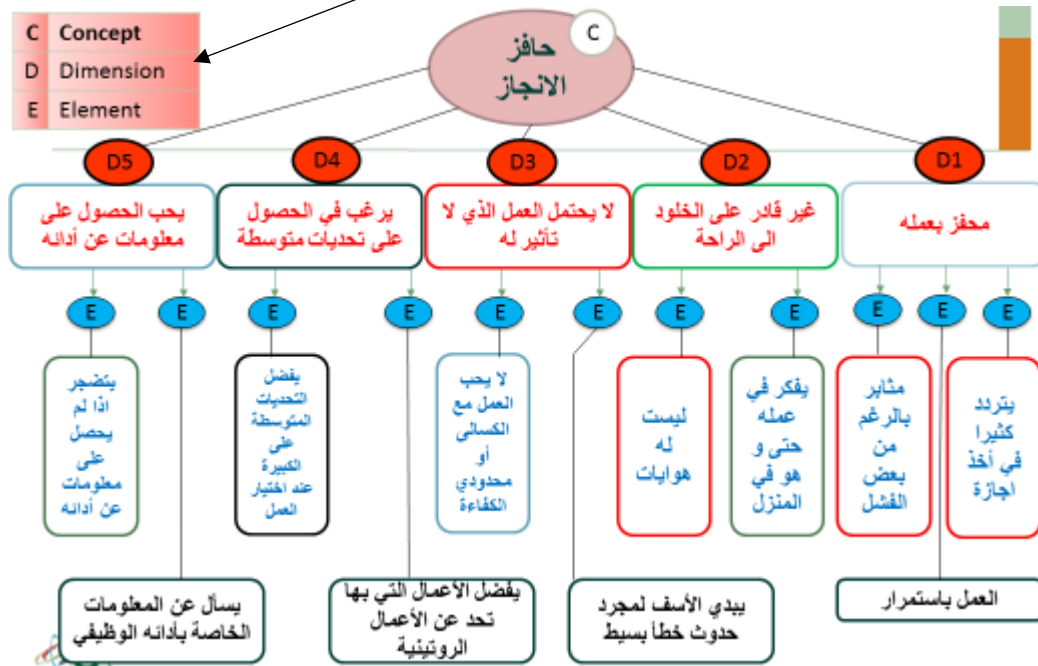 C Concept
D Dimension
E Element
C
حافز
الانجاز
D5
D4
D3
D2
D1
يحب الحصول على
معلومات عن أدائه
يرغب في الحصول
على تحديات متوسطة
لا يحتمل العمل الذي لا
تأثير له
غير قادر على الخلود
الى الراحة
محفز بعمله
E
E
E
E
E
E
E
E
E
E
E
يتضجر
اذا لم
يحصل
على
معلومات
عن أدائه
يفضل
التحديات
المتوسطة
على
الكبيرة
عند اختيار
العمل
لا يحب
العمل مع
الكسالى
أو
محدودي
الكفاءة
ليست
له
هوايات
يفكر في
عمله
حتى و
هو في
المنزل
مثابر
بالرغم
من
بعض
الفشل
يتردد
كثيرا
في أخذ
اجازة
يسأل عن المعلومات
الخاصة بأدائه الوظيفي
يفضل الأعمال التي بها
تحد عن الأعمال
الروتينية
يبدي الأسف لمجرد
حدوث خطأ بسيط
العمل باستمرار